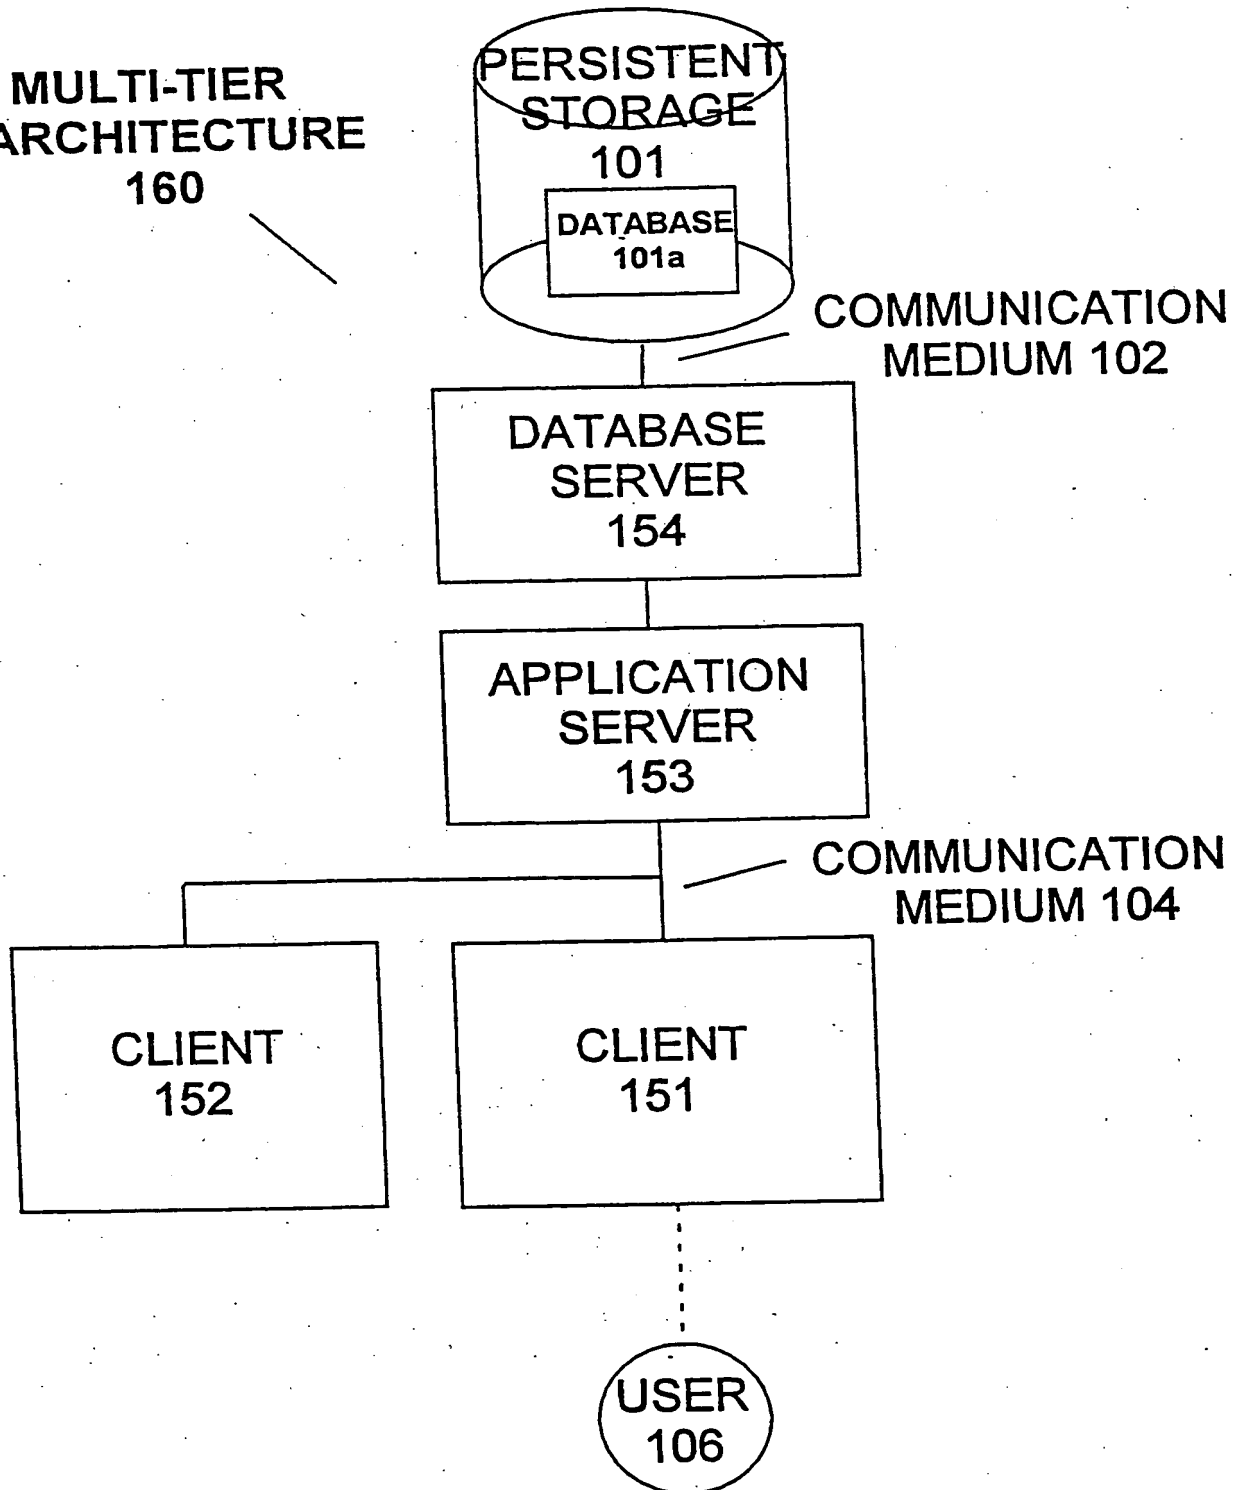 MULTI-TIER
ARCHITECTURE
160
PERSISTENT
STORAGE
101
DATABASE
101a
COMMUNICATION
MEDIUM 102
DATABASE
SERVER
154
APPLICATION
SERVER
153
COMMUNICATION
MEDIUM 104
CLIENT
152
CLIENT
151
USER
106